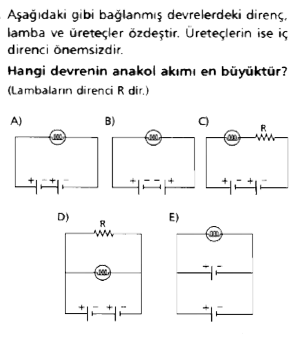 Aşağıdaki gibi bağlanmış devrelerdeki direnç,
lamba ve üreteçler özdeştir. Üreteçlerin ise iç
direnci önemsizdir.
Hangi devrenin anakol akımı en büyüktür?
(Lambaların direnci R dir.)
A) B) C) R
+ - + - + - - + + - + -
D) E)
R
+ -
+ - + - + -